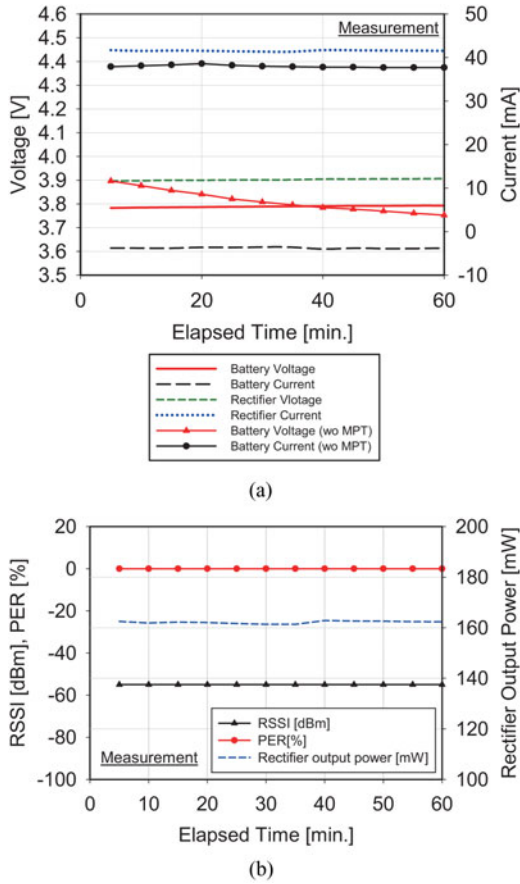 Measurement
4.6
4.5
4.4
4.3
4.2
4.1
4.0
3.9
3.8
3.7
3.6
3.5
Voltage [V]
50
40
30
20
10
0
-10
Current [mA]
0 20 40 60
Elapsed Time [min.]
Battery Voltage
Battery Current
Rectifier Vlotage
Rectifier Current
Battery Voltage (wo MPT)
Battery Current (wo MPT)
(a)
20
0
-20
-40
-60
-80
-100
RSSI [dBm], PER [%]
200
180
160
140
120
100
Rectifier Output Power [mW]
RSSI [dBm]
PER[%]
Rectifier output power [mW]
Measurement
0 10 20 30 40 50 60
Elapsed Time [min.]
(b)